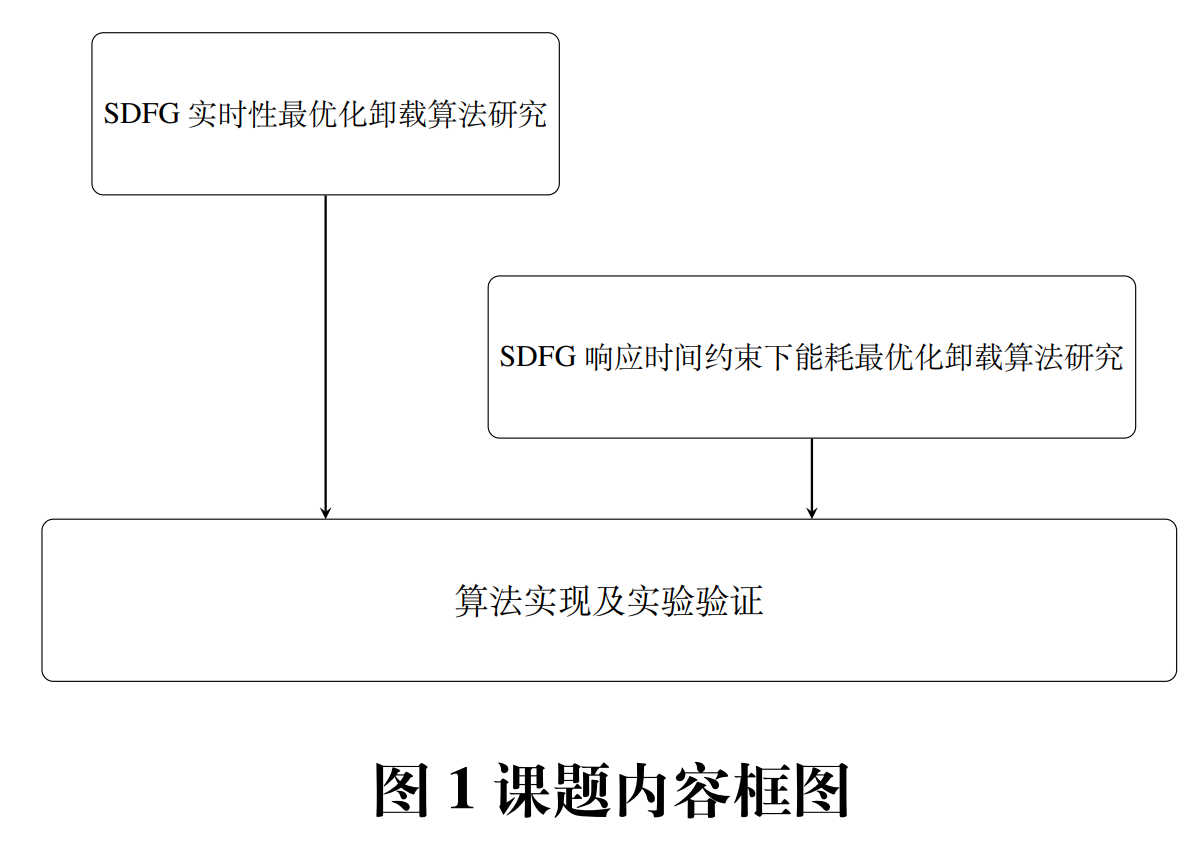 SDFG 实时性最优化卸载算法研究
SDFG 响应时间约束下能耗最优化卸载算法研究
算法实现及实验验证
图 1 课题内容框图